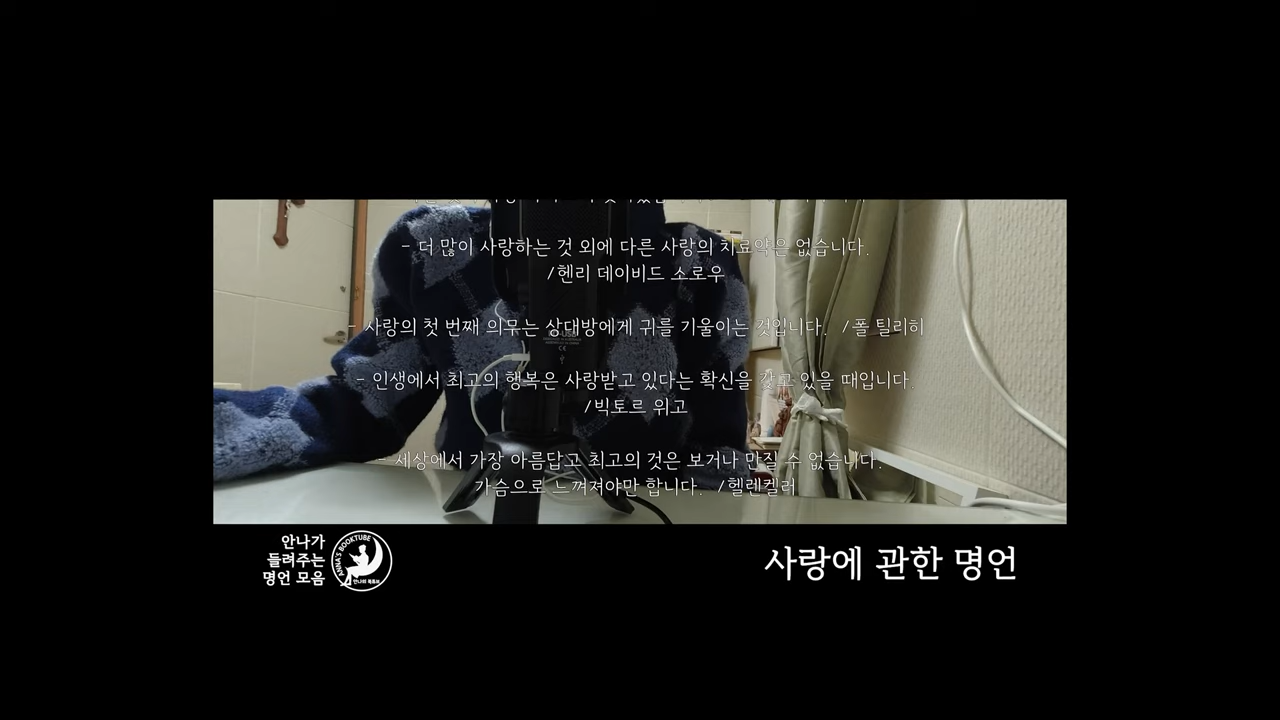 - 더 많이 사랑하는 것 외에 다른 사랑의 치료약은 없습니다.
/헨리 데이비드 소로우
- 사랑의 첫 번째 의무는 상대방에게 귀를 기울이는 것입니다. /폴 틸리히
- 인생에서 최고의 행복은 사랑받고 있다는 확신을 갖고 있을 때입니다.
/빅토르 위고
- 세상에서 가장 아름답고 최고의 것은 보거나 만질 수 없습니다.
가슴으로 느껴져야만 합니다. /헬렌켈러
안나가
들려주는
명언 모음
ANNA'S BOOKTUBE
사랑에 관한 명언